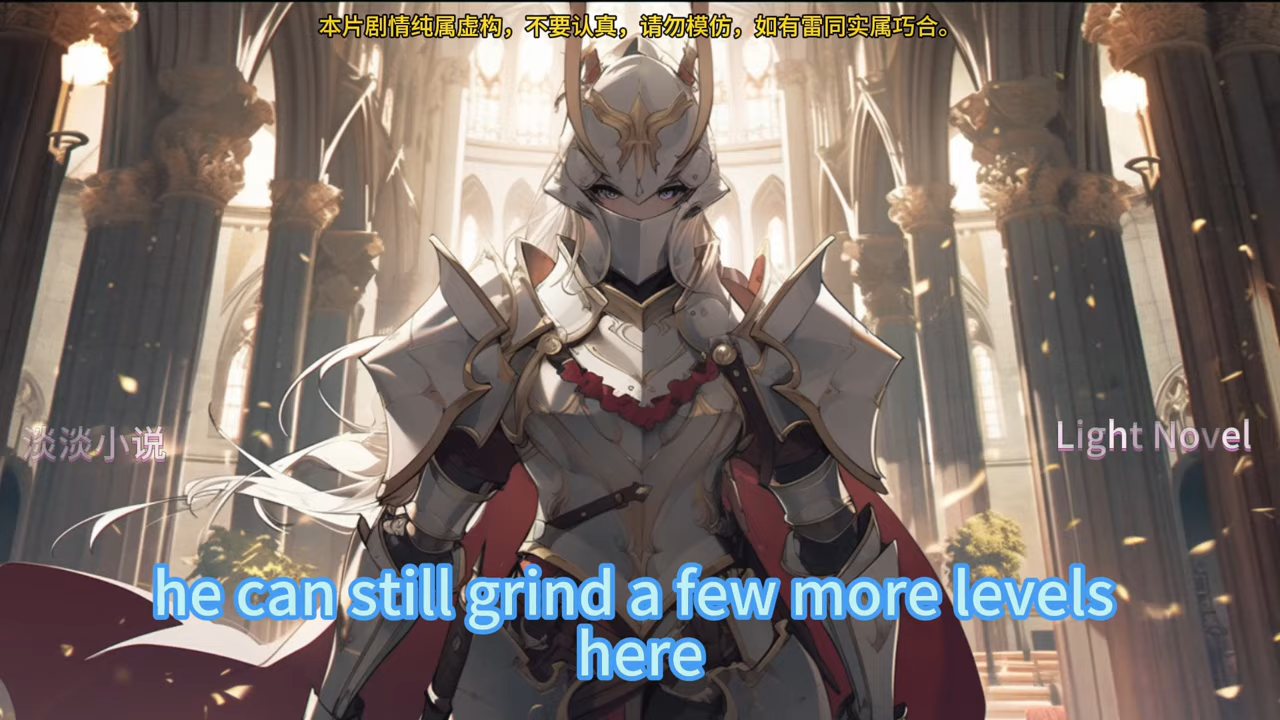 本片剧情纯属虚构，不要认真，请勿模仿，如有雷同实属巧合。
淡淡小说
Light Novel
he can still grind a few more levels
here